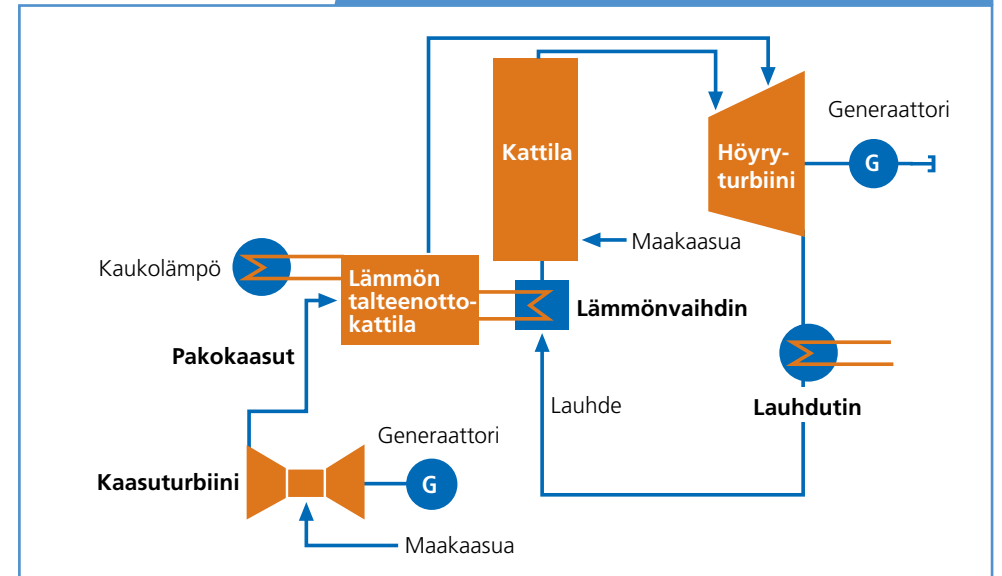 Generaattori
Kattila
Höyry-
turbiini
G
Maakaasua
Kaukolämpö
Lämmön
talteenotto-
kattila
Lämmönvaihdin
Pakokaasut
Lauhde
Lauhdutin
Generaattori
Kaasuturbiini
G
Maakaasua